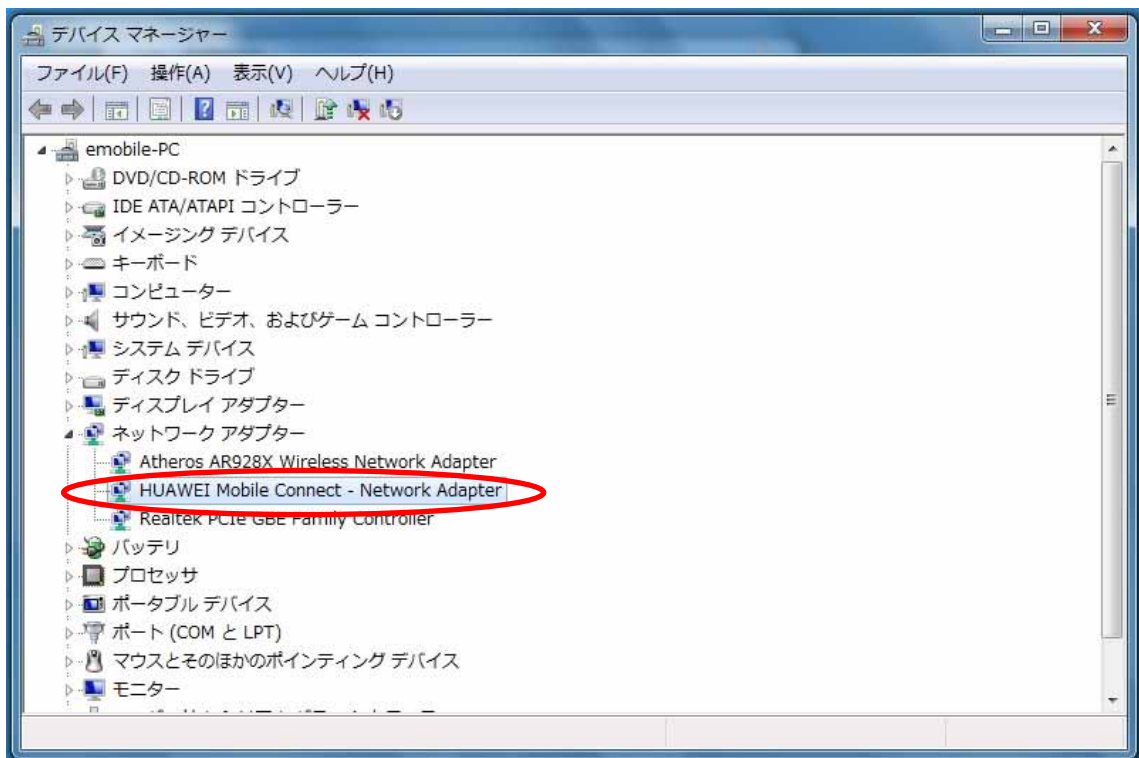 デバイス マネージャー
ファイル(F) 操作(A) 表示(V) ヘルプ(H)
emobile-PC
DVD/CD-ROM ドライブ
IDE ATA/ATAPI コントローラー
イメージング デバイス
キーボード
コンピューター
サウンド、ビデオ、およびゲーム コントローラー
システム デバイス
ディスク ドライブ
ディスプレイ アダプター
ネットワーク アダプター
Atheros AR928X Wireless Network Adapter
HUAWEI Mobile Connect - Network Adapter
Realtek PCIe GBE Family Controller
バッテリ
プロセッサ
ポータブル デバイス
ポート (COM と LPT)
マウスとそのほかのポインティング デバイス
モニター